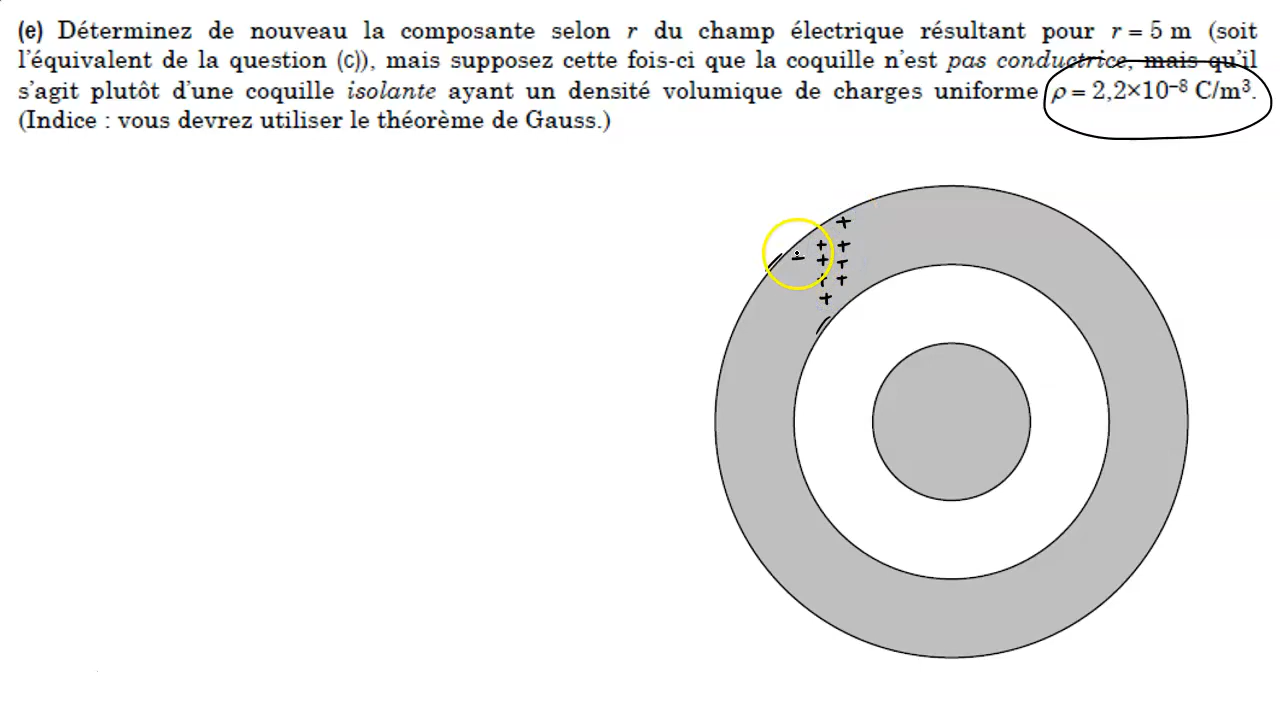 (e) Déterminez de nouveau la composante selon r du champ électrique résultant pour r = 5 m (soit
l'équivalent de la question (c)), mais supposez cette fois-ci que la coquille n'est pas conductrice, mais qu'il
s'agit plutôt d'une coquille isolante ayant un densité volumique de charges uniforme ρ = 2,2×10⁻⁸ C/m³.
(Indice : vous devrez utiliser le théorème de Gauss.)
+
+ +
- + +
+ +
+